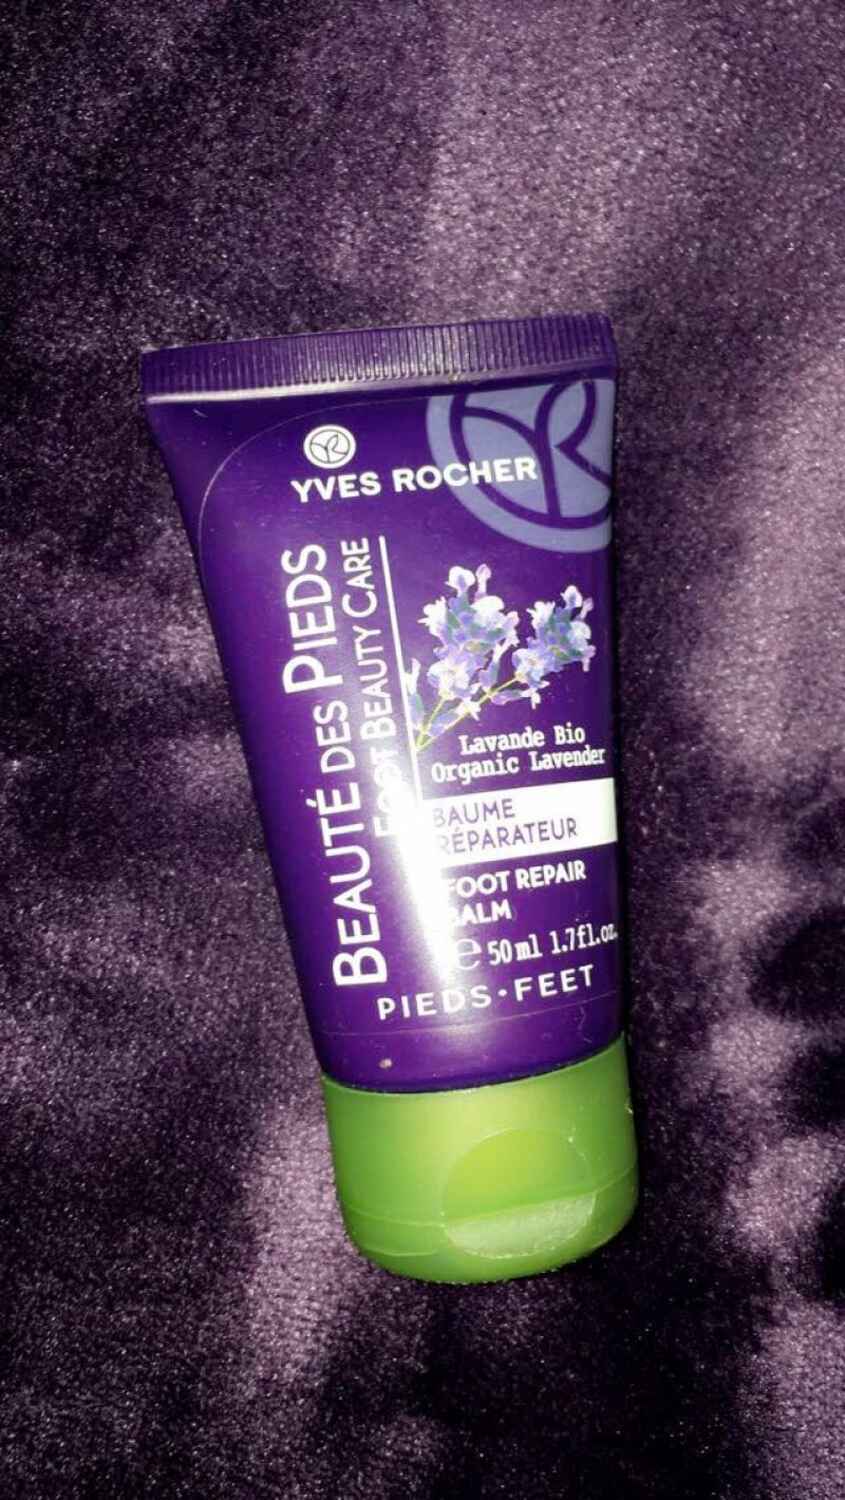 YVES ROCHER
BEAUTÉ DES PIEDS
FOOT BEAUTY CARE
Lavande Bio
Organic Lavender
BAUME
RÉPARATEUR
FOOT REPAIR
BALM
e 50 ml 1.7fl.oz.
PIEDS • FEET